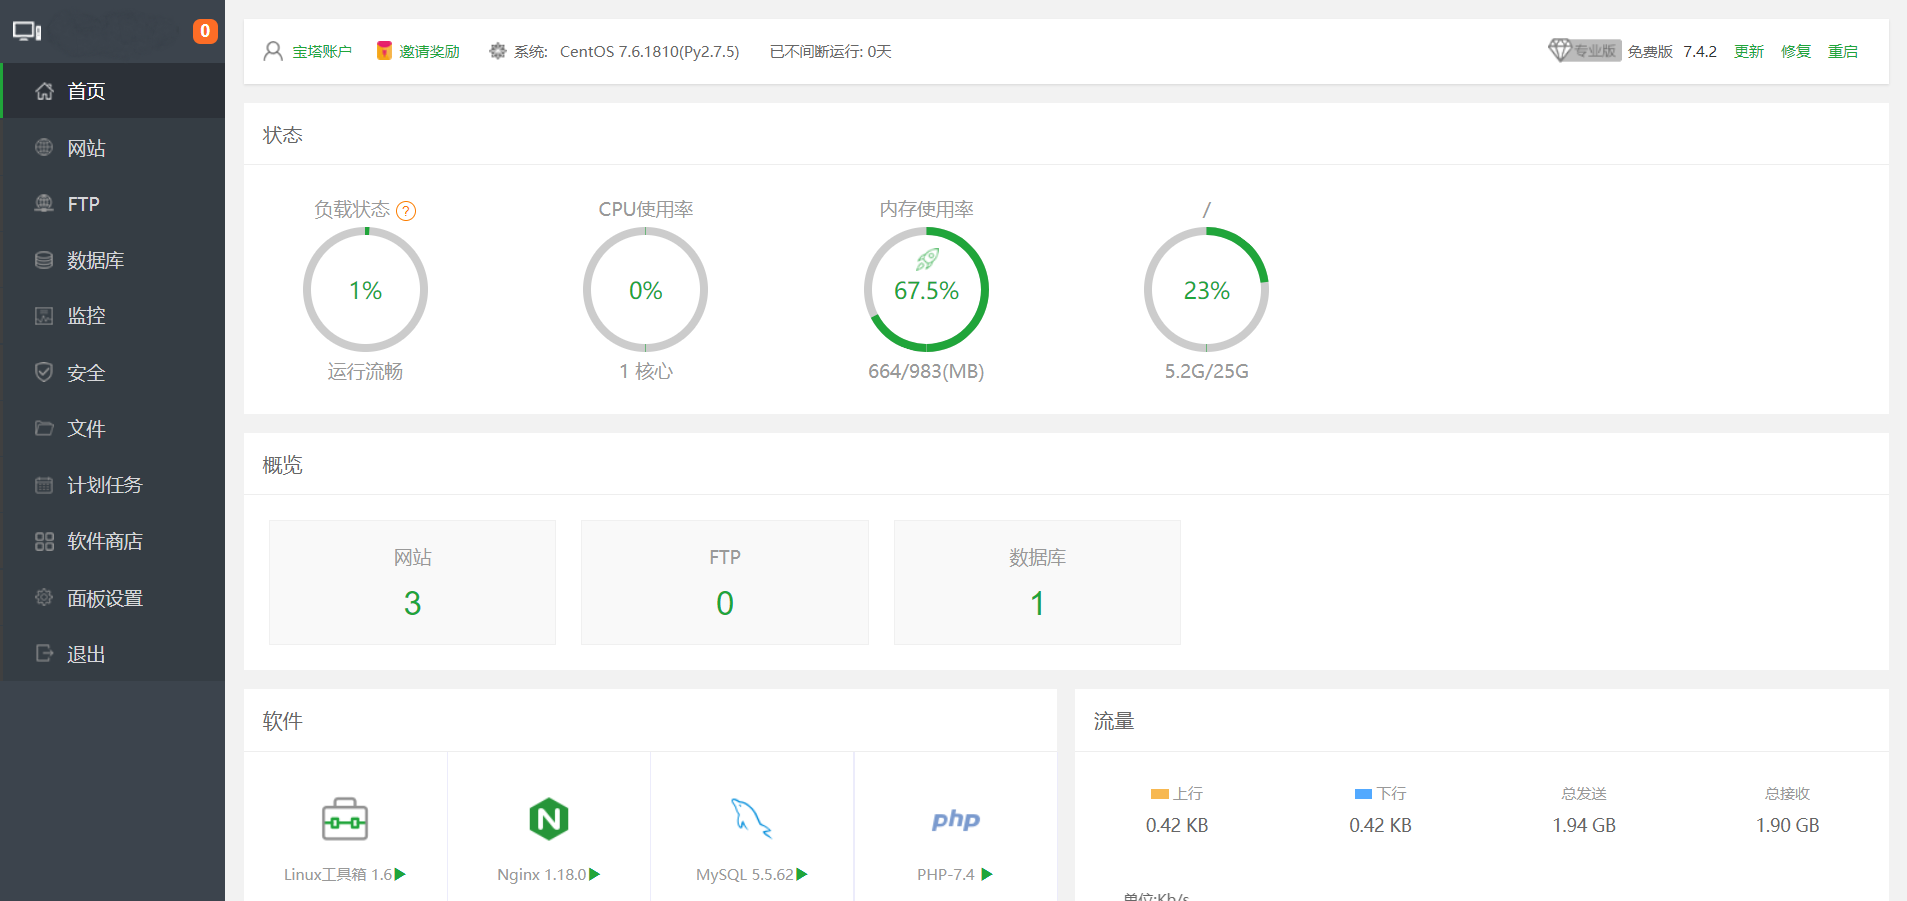 0
宝塔账户 邀请奖励 系统: CentOS 7.6.1810(Py2.7.5) 已不间断运行: 0天 专业版 免费版 7.4.2 更新 修复 重启
首页
网站
FTP
数据库
监控
安全
文件
计划任务
软件商店
面板设置
退出
状态
负载状态 ? CPU使用率 内存使用率 /
1% 0% 67.5% 23%
运行流畅 1 核心 664/983(MB) 5.2G/25G
概览
网站 FTP 数据库
3 0 1
软件
php
Linux工具箱 1.6 Nginx 1.18.0 MySQL 5.5.62 PHP-7.4
流量
上行 下行 总发送 总接收
0.42 KB 0.42 KB 1.94 GB 1.90 GB
单位:Kb/s